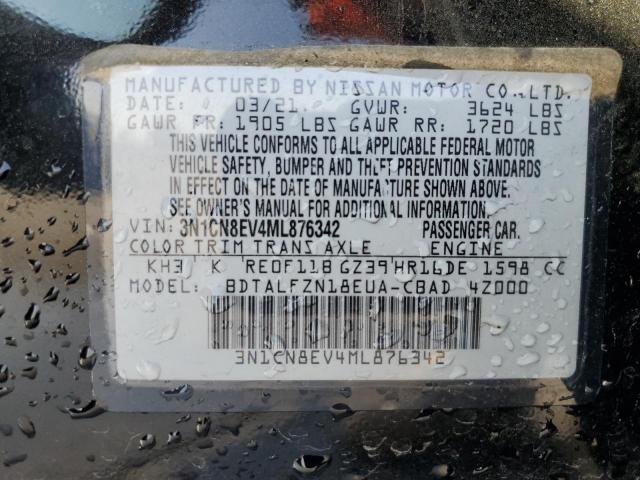 MANUFACTURED BY NISSAN MOTOR CO., LTD.
DATE: 03/21 GVWR: 3624 LBS
GAWR FR: 1905 LBS GAWR RR: 1720 LBS
THIS VEHICLE CONFORMS TO ALL APPLICABLE FEDERAL MOTOR
VEHICLE SAFETY, BUMPER AND THEFT PREVENTION STANDARDS
IN EFFECT ON THE DATE OF MANUFACTURE SHOWN ABOVE.
SEE OWNER'S MANUAL FOR ADDITIONAL INFORMATION.
VIN: 3N1CN8EV4ML876342 PASSENGER CAR.
COLOR TRIM TRANS AXLE ENGINE
KH3 K RE0F11B GZ39 HR16DE 1598 CC
MODEL: BDTALFZN18EUA-CBAD 4Z000
3N1CN8EV4ML876342